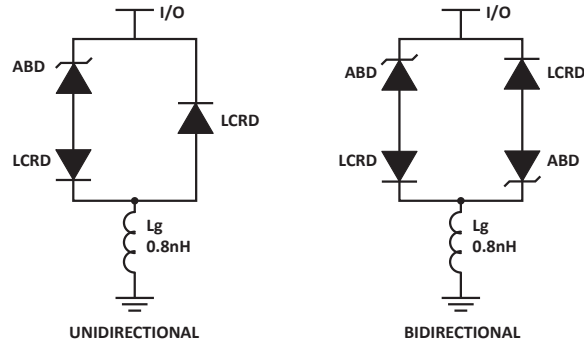 I/O
ABD
LCRD
LCRD
Lg
0.8nH
UNIDIRECTIONAL
I/O
ABD
LCRD
LCRD
ABD
Lg
0.8nH
BIDIRECTIONAL